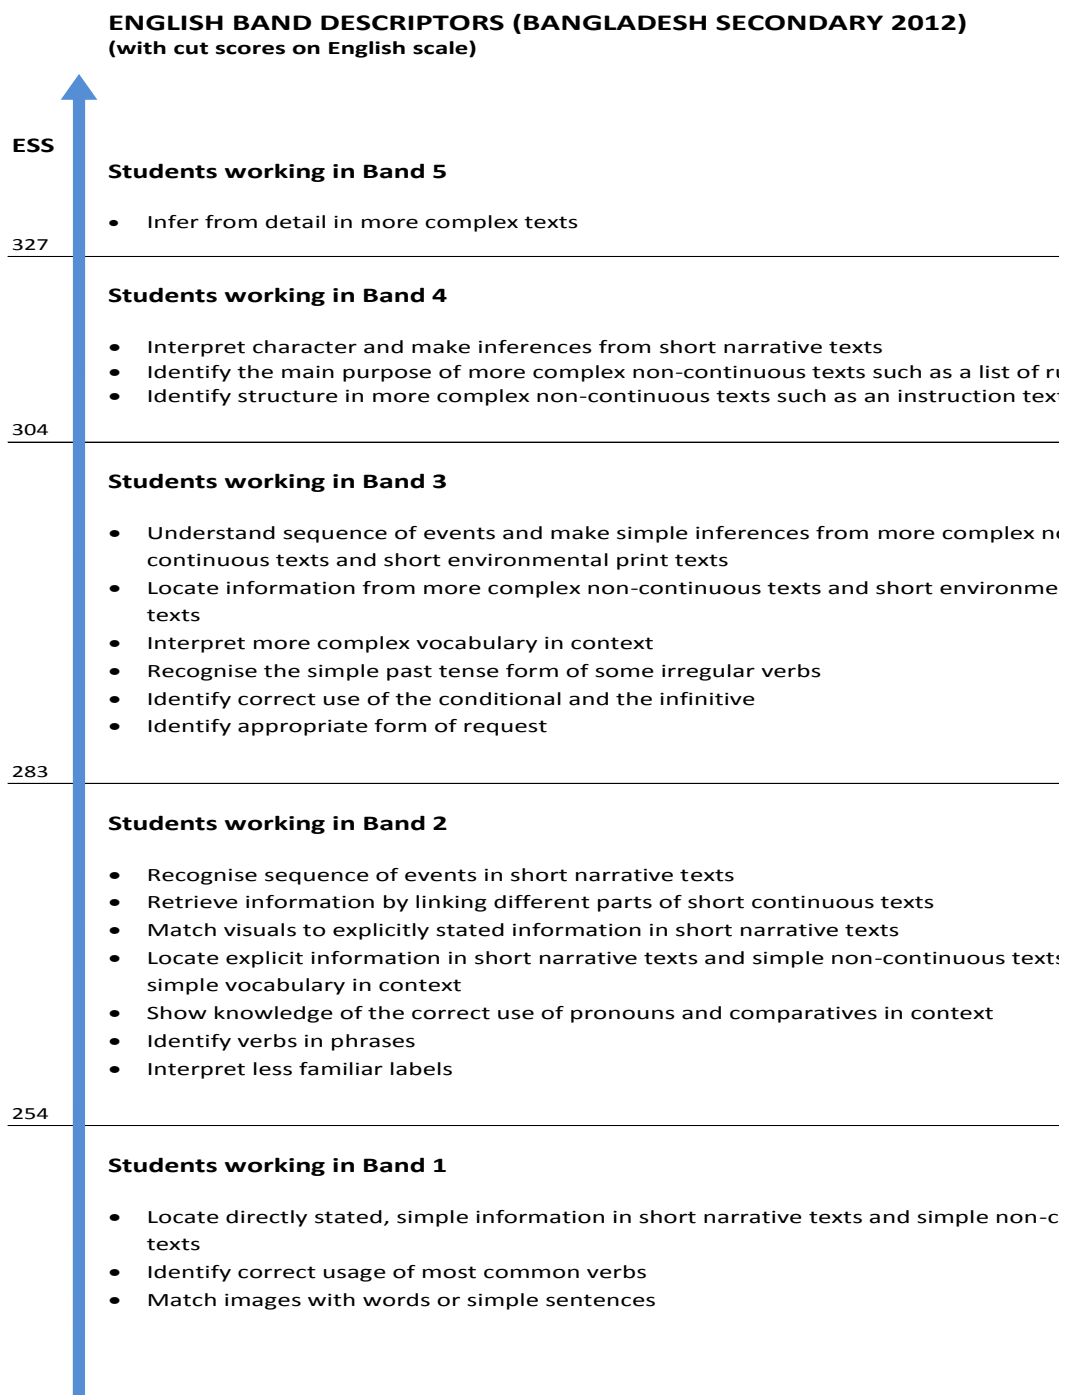 ENGLISH BAND DESCRIPTORS (BANGLADESH SECONDARY 2012)
(with cut scores on English scale)
ESS
Students working in Band 5
• Infer from detail in more complex texts
327
Students working in Band 4
• Interpret character and make inferences from short narrative texts
• Identify the main purpose of more complex non-continuous texts such as a list of
• Identify structure in more complex non-continuous texts such as an instruction
304
Students working in Band 3
• Understand sequence of events and make simple inferences from more complex
continuous texts and short environmental print texts
• Locate information from more complex non-continuous texts and short
texts
• Interpret more complex vocabulary in context
• Recognise the simple past tense form of some irregular verbs
• Identify correct use of the conditional and the infinitive
• Identify appropriate form of request
283
Students working in Band 2
• Recognise sequence of events in short narrative texts
• Retrieve information by linking different parts of short continuous texts
• Match visuals to explicitly stated information in short narrative texts
• Locate explicit information in short narrative texts and simple non-continuous texts
simple vocabulary in context
• Show knowledge of the correct use of pronouns and comparatives in context
• Identify verbs in phrases
• Interpret less familiar labels
254
Students working in Band 1
• Locate directly stated, simple information in short narrative texts and simple
texts
• Identify correct usage of most common verbs
• Match images with words or simple sentences